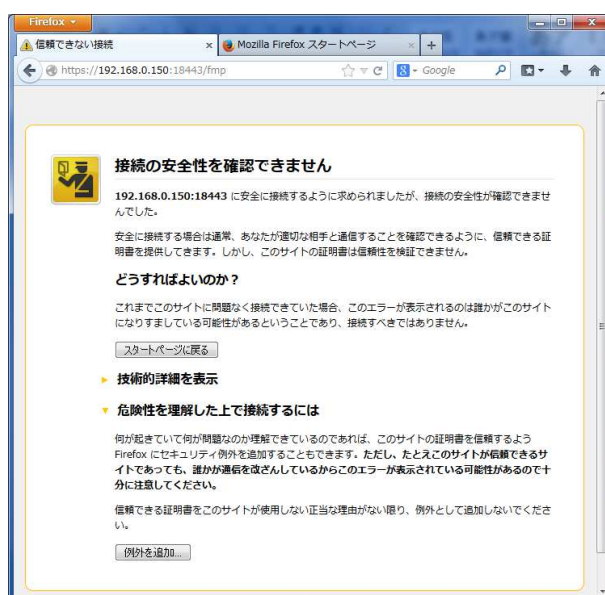 Firefox
信頼できない接続
Mozilla Firefox スタートページ
https://192.168.0.150:18443/fmp
Google
接続の安全性を確認できません
192.168.0.150:18443 に安全に接続するように求められましたが、接続の安全性が確認できませ
んでした。
安全に接続する場合は通常、あなたが適切な相手と通信することを確認できるように、信頼できる証
明書を提供してきます。しかし、このサイトの証明書は信頼性を検証できません。
どうすればよいのか？
これまでこのサイトに問題なく接続できていた場合、このエラーが表示されるのは誰かがこのサイト
になりすましている可能性があるということであり、接続すべきではありません。
スタートページに戻る
技術的詳細を表示
危険性を理解した上で接続するには
何が起きていて何が問題なのか理解できているのであれば、このサイトの証明書を信頼するよう
Firefox にセキュリティ例外を追加することもできます。ただし、たとえこのサイトが信頼できるサ
イトであっても、誰かが通信を改ざんしているからこのエラーが表示されている可能性があるので十
分に注意してください。
信頼できる証明書をこのサイトが使用しない正当な理由がない限り、例外として追加しないでくださ
い。
例外を追加...